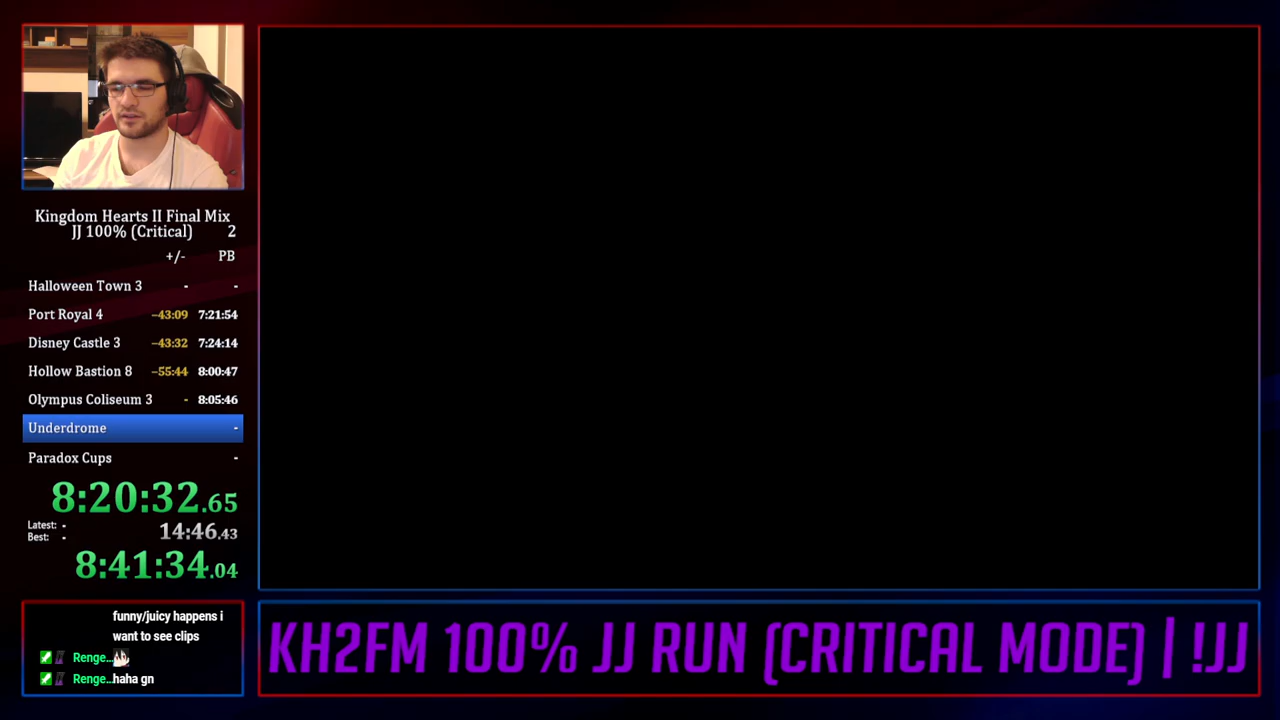 Kingdom Hearts II Final Mix
JJ 100% (Critical) 2
+/- PB
Halloween Town 3 - -
Port Royal 4 −43:09 7:21:54
Disney Castle 3 −43:32 7:24:14
Hollow Bastion 8 −55:44 8:00:47
Olympus Coliseum 3 - 8:05:46
Underdrome -
Paradox Cups -
8:20:32.65
Latest: - 14:46.43
Best: -
8:41:34.04
funny/juicy happens i
want to see clips
Renge...
Renge...haha gn
KH2FM 100% JJ RUN (CRITICAL MODE) | !JJ